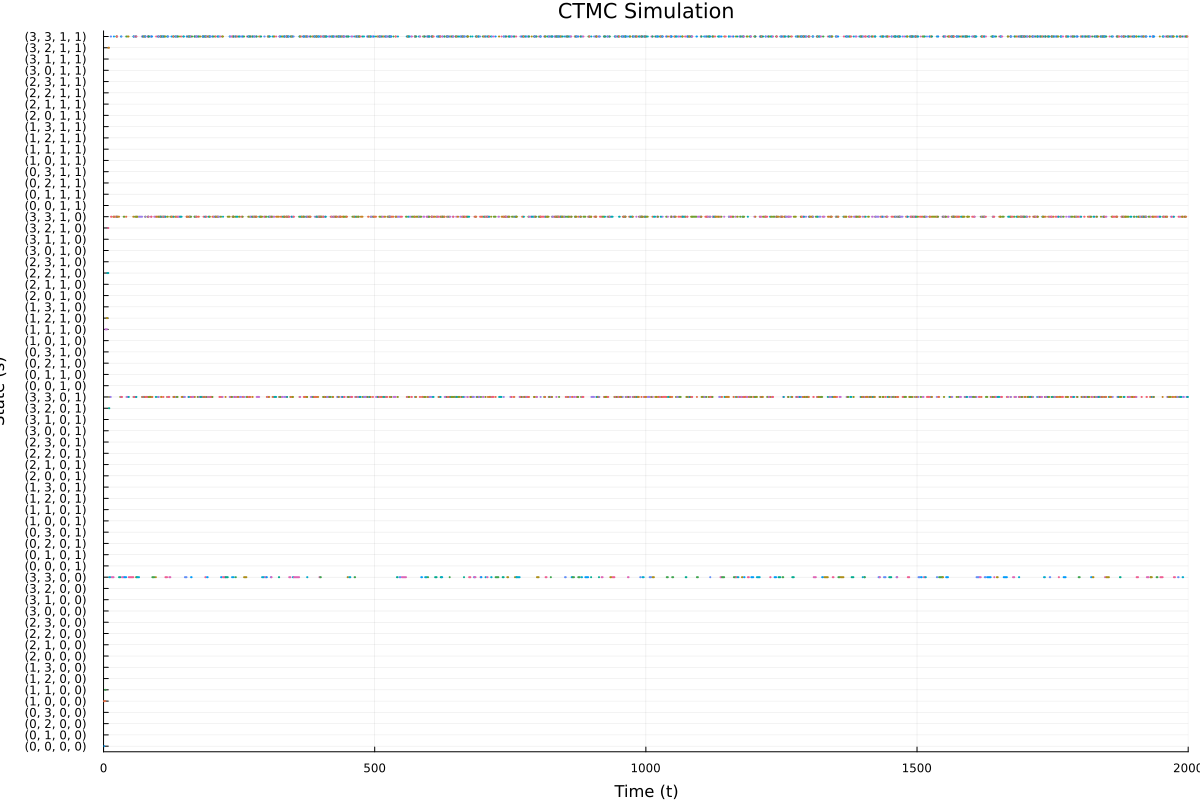 CTMC Simulation
(3, 3, 1, 1)
(3, 2, 1, 1)
(3, 1, 1, 1)
(3, 0, 1, 1)
(2, 3, 1, 1)
(2, 2, 1, 1)
(2, 1, 1, 1)
(2, 0, 1, 1)
(1, 3, 1, 1)
(1, 2, 1, 1)
(1, 1, 1, 1)
(1, 0, 1, 1)
(0, 3, 1, 1)
(0, 2, 1, 1)
(0, 1, 1, 1)
(0, 0, 1, 1)
(3, 3, 1, 0)
(3, 2, 1, 0)
(3, 1, 1, 0)
(3, 0, 1, 0)
(2, 3, 1, 0)
(2, 2, 1, 0)
(2, 1, 1, 0)
(2, 0, 1, 0)
(1, 3, 1, 0)
(1, 2, 1, 0)
(1, 1, 1, 0)
(1, 0, 1, 0)
(0, 3, 1, 0)
(0, 2, 1, 0)
(0, 1, 1, 0)
(0, 0, 1, 0)
(3, 3, 0, 1)
(3, 2, 0, 1)
(3, 1, 0, 1)
(3, 0, 0, 1)
(2, 3, 0, 1)
(2, 2, 0, 1)
(2, 1, 0, 1)
(2, 0, 0, 1)
(1, 3, 0, 1)
(1, 2, 0, 1)
(1, 1, 0, 1)
(1, 0, 0, 1)
(0, 3, 0, 1)
(0, 2, 0, 1)
(0, 1, 0, 1)
(0, 0, 0, 1)
(3, 3, 0, 0)
(3, 2, 0, 0)
(3, 1, 0, 0)
(3, 0, 0, 0)
(2, 3, 0, 0)
(2, 2, 0, 0)
(2, 1, 0, 0)
(2, 0, 0, 0)
(1, 3, 0, 0)
(1, 2, 0, 0)
(1, 1, 0, 0)
(1, 0, 0, 0)
(0, 3, 0, 0)
(0, 2, 0, 0)
(0, 1, 0, 0)
(0, 0, 0, 0)
0 500 1000 1500 2000
Time (t)